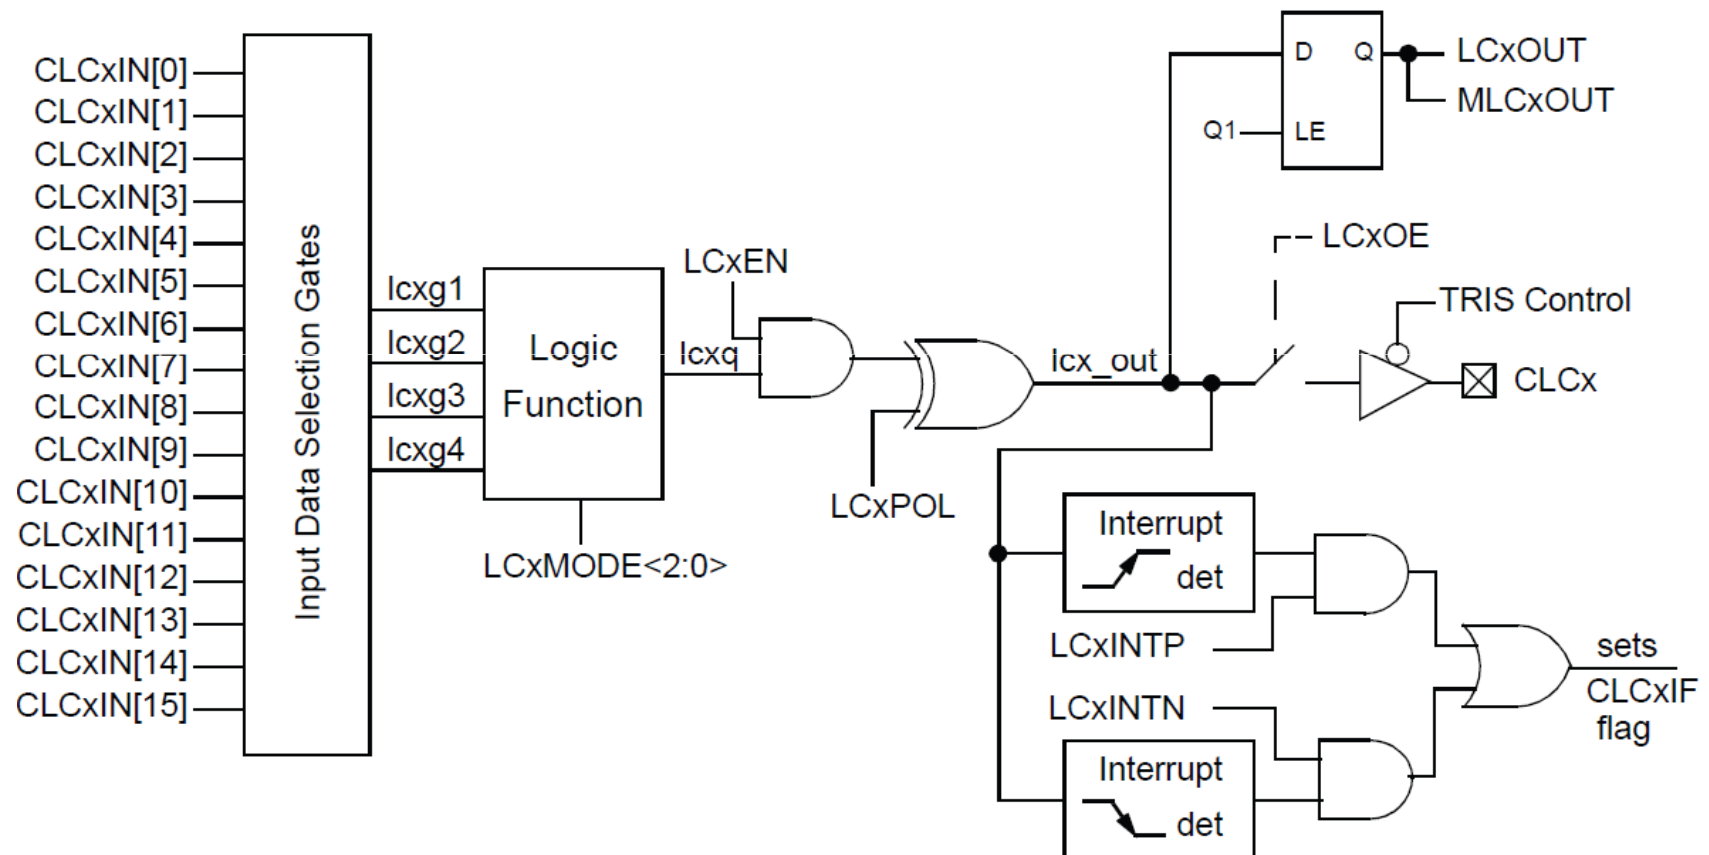 CLCxIN[0]
CLCxIN[1]
CLCxIN[2]
CLCxIN[3]
CLCxIN[4]
CLCxIN[5]
CLCxIN[6]
CLCxIN[7]
CLCxIN[8]
CLCxIN[9]
CLCxIN[10]
CLCxIN[11]
CLCxIN[12]
CLCxIN[13]
CLCxIN[14]
CLCxIN[15]
Input Data Selection Gates
lcxg1
lcxg2
lcxg3
lcxg4
Logic
Function
LCxMODE<2:0>
LCxEN
lcxq
LCxPOL
lcx_out
D
Q
Q1
LE
LCxOUT
MLCxOUT
LCxOE
TRIS Control
CLCx
Interrupt
det
LCxINTP
LCxINTN
Interrupt
det
sets
CLCxIF
flag